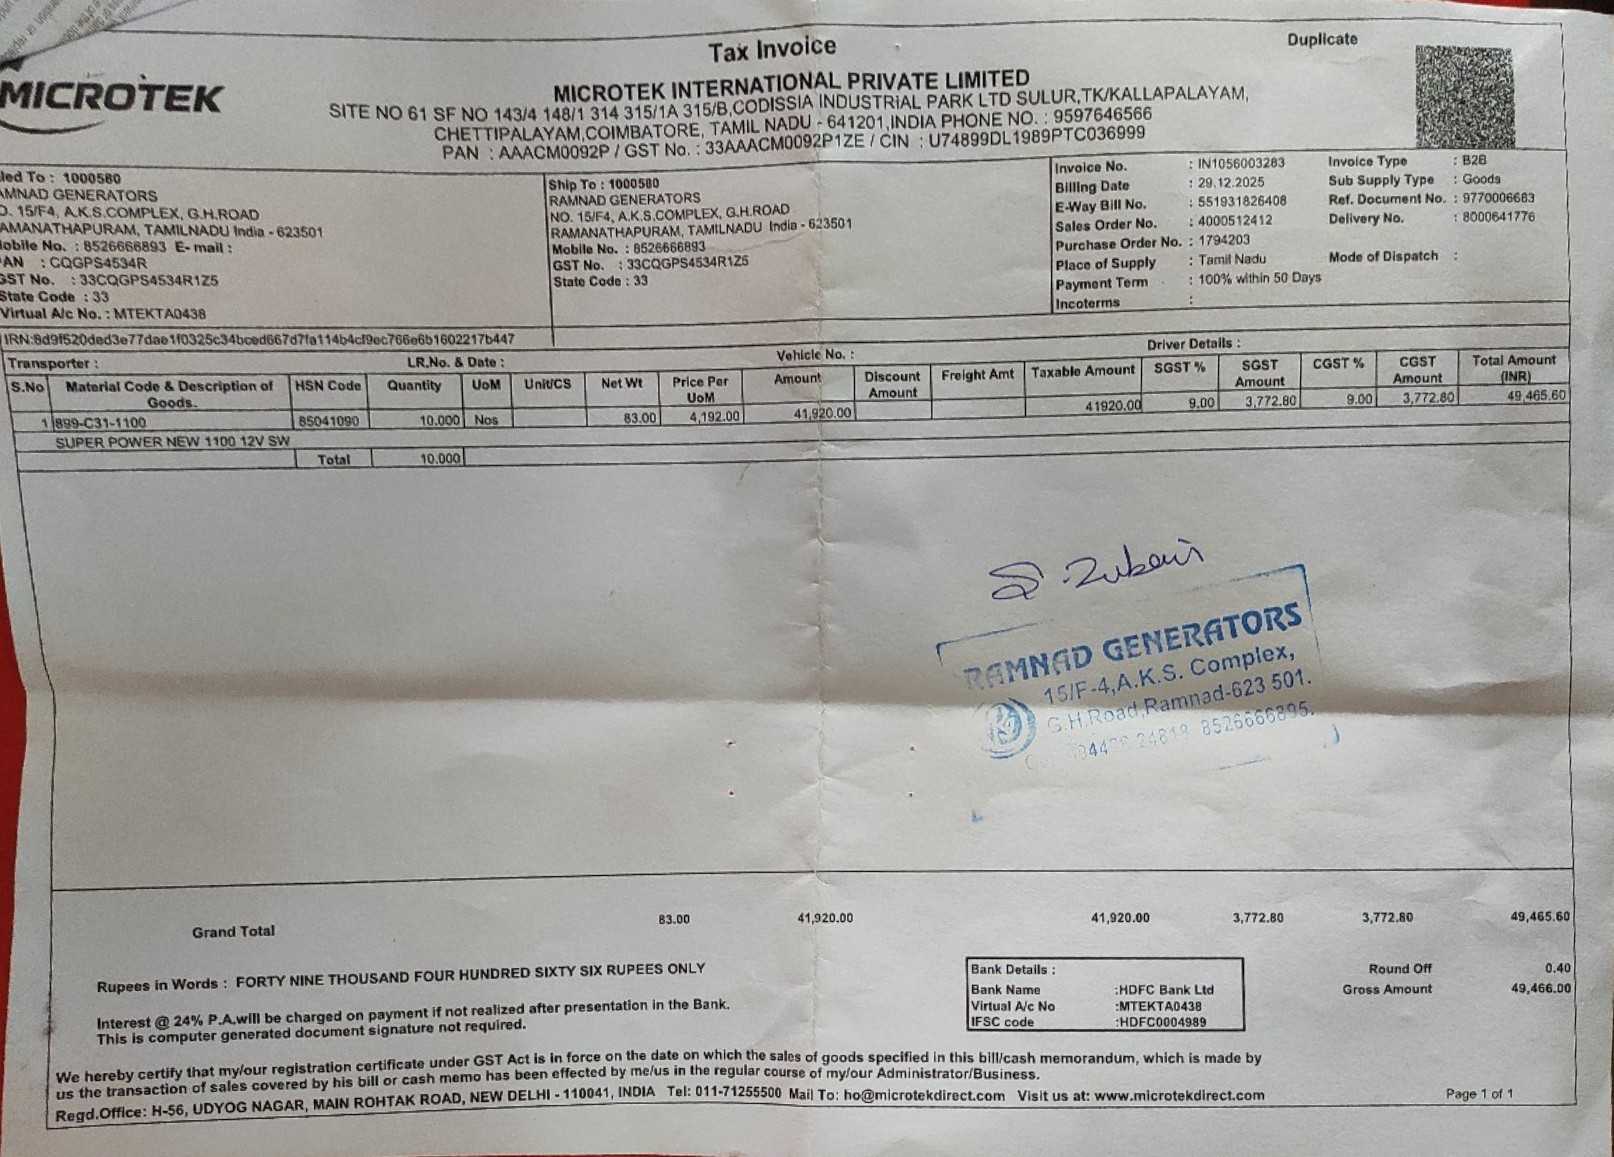 Tax Invoice
Duplicate
MICROTEK
MICROTEK INTERNATIONAL PRIVATE LIMITED
SITE NO 61 SF NO 143/4 148/1 314 315/1A 315/B,CODISSIA INDUSTRIAL PARK LTD SULUR,TK/KALLAPALAYAM,
CHETTIPALAYAM,COIMBATORE, TAMIL NADU - 641201,INDIA PHONE NO. : 9597646566
PAN : AAACM0092P / GST No. : 33AAACM0092P1ZE / CIN : U74899DL1989PTC036999
led To : 1000580
AMNAD GENERATORS
O. 15/F4, A.K.S.COMPLEX, G.H.ROAD
AMANATHAPURAM, TAMILNADU India - 623501
obile No. : 8526666893 E- mail :
AN : CQGPS4534R
GST No. : 33CQGPS4534R1Z5
State Code : 33
Virtual A/c No. : MTEKTA0438
Ship To : 1000580
RAMNAD GENERATORS
NO. 15/F4, A.K.S.COMPLEX, G.H.ROAD
RAMANATHAPURAM, TAMILNADU India - 623501
Mobile No. : 8526666893
GST No. : 33CQGPS4534R1Z5
State Code : 33
Invoice No. : IN1056003283 Invoice Type : B2B
Billing Date : 29.12.2025 Sub Supply Type : Goods
E-Way Bill No. : 551931826408 Ref. Document No. : 9770006683
Sales Order No. : 4000512412 Delivery No. : 8000641776
Purchase Order No. : 1794203
Place of Supply : Tamil Nadu Mode of Dispatch :
Payment Term : 100% within 50 Days
Incoterms :
IRN:8d9f520ded3e77dae1f0325c34bced667d7fa114b4cf9ec766e6b1602217b447
Transporter : LR.No. & Date : Vehicle No. : Driver Details :
S.No Material Code & Description of Goods. HSN Code Quantity UoM Unit/CS Net Wt Price Per UoM Amount Discount Amount Freight Amt Taxable Amount SGST % SGST Amount CGST % CGST Amount Total Amount (INR)
1 899-C31-1100 85041090 10.000 Nos 83.00 4,192.00 41,920.00 41920.00 9.00 3,772.80 9.00 3,772.80 49,465.60
SUPER POWER NEW 1100 12V SW
Total 10.000
S. Zubair
RAMNAD GENERATORS
15/F-4,A.K.S. Complex,
G.H.Road,Ramnad-623 501.
24819 8526666895.
Grand Total 83.00 41,920.00 41,920.00 3,772.80 3,772.80 49,465.60
Rupees in Words : FORTY NINE THOUSAND FOUR HUNDRED SIXTY SIX RUPEES ONLY
Round Off 0.40
Gross Amount 49,466.00
Bank Details :
Bank Name :HDFC Bank Ltd
Virtual A/c No :MTEKTA0438
IFSC code :HDFC0004989
Interest @ 24% P.A.will be charged on payment if not realized after presentation in the Bank.
This is computer generated document signature not required.
We hereby certify that my/our registration certificate under GST Act is in force on the date on which the sales of goods specified in this bill/cash memorandum, which is made by
us the transaction of sales covered by his bill or cash memo has been effected by me/us in the regular course of my/our Administrator/Business.
Regd.Office: H-56, UDYOG NAGAR, MAIN ROHTAK ROAD, NEW DELHI - 110041, INDIA Tel: 011-71255500 Mail To: ho@microtekdirect.com Visit us at: www.microtekdirect.com
Page 1 of 1